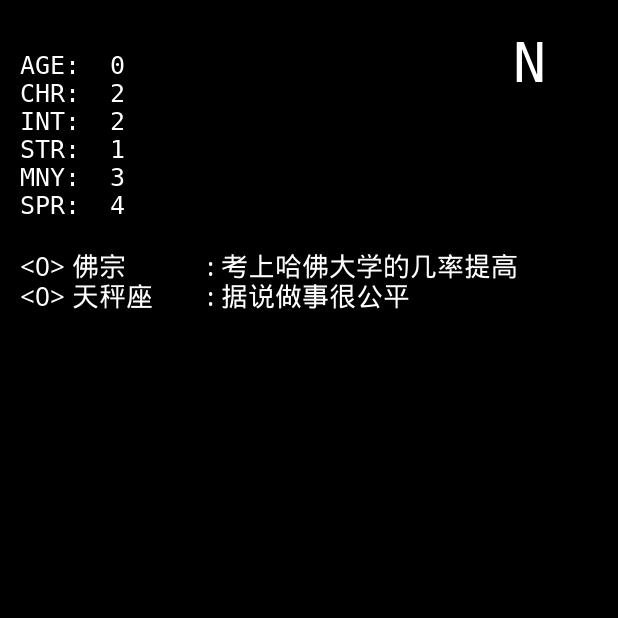 N
AGE: 0
CHR: 2
INT: 2
STR: 1
MNY: 3
SPR: 4
<O> 佛宗 : 考上哈佛大学的几率提高
<O> 天秤座 : 据说做事很公平